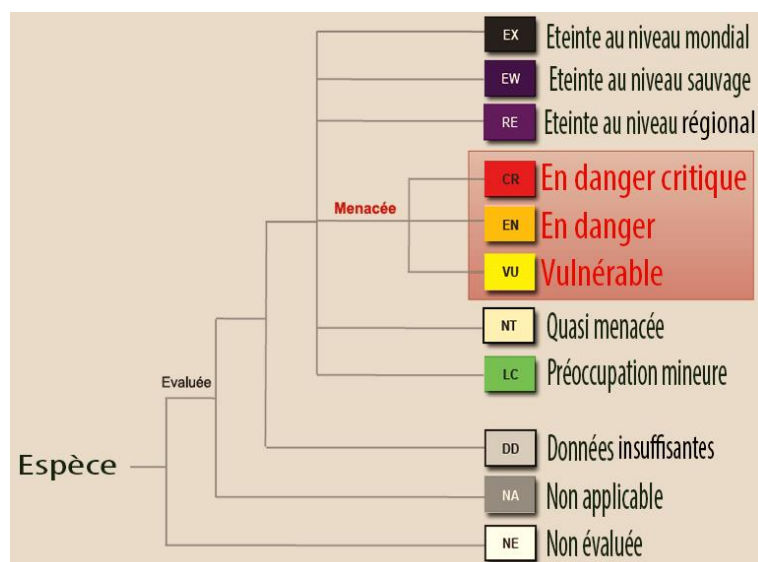 EX Eteinte au niveau mondial
EW Eteinte au niveau sauvage
RE Eteinte au niveau régional
CR En danger critique
Menacée
EN En danger
VU Vulnérable
NT Quasi menacée
LC Préoccupation mineure
Evaluée
DD Données insuffisantes
Espèce
NA Non applicable
NE Non évaluée